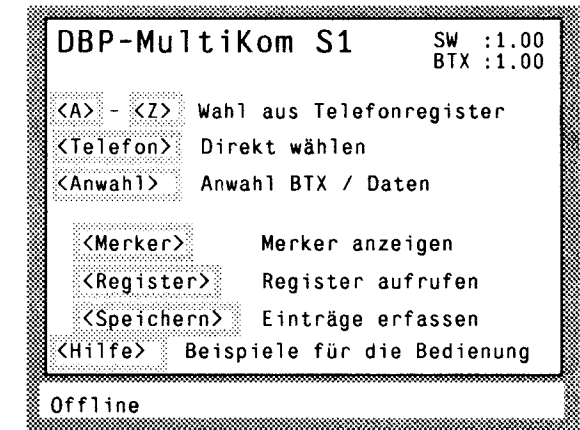 DBP-MultiKom S1 SW :1.00
BTX :1.00
<A> - <Z> Wahl aus Telefonregister
<Telefon> Direkt wählen
<Anwahl> Anwahl BTX / Daten
<Merker> Merker anzeigen
<Register> Register aufrufen
<Speichern> Einträge erfassen
<Hilfe> Beispiele für die Bedienung
Offline